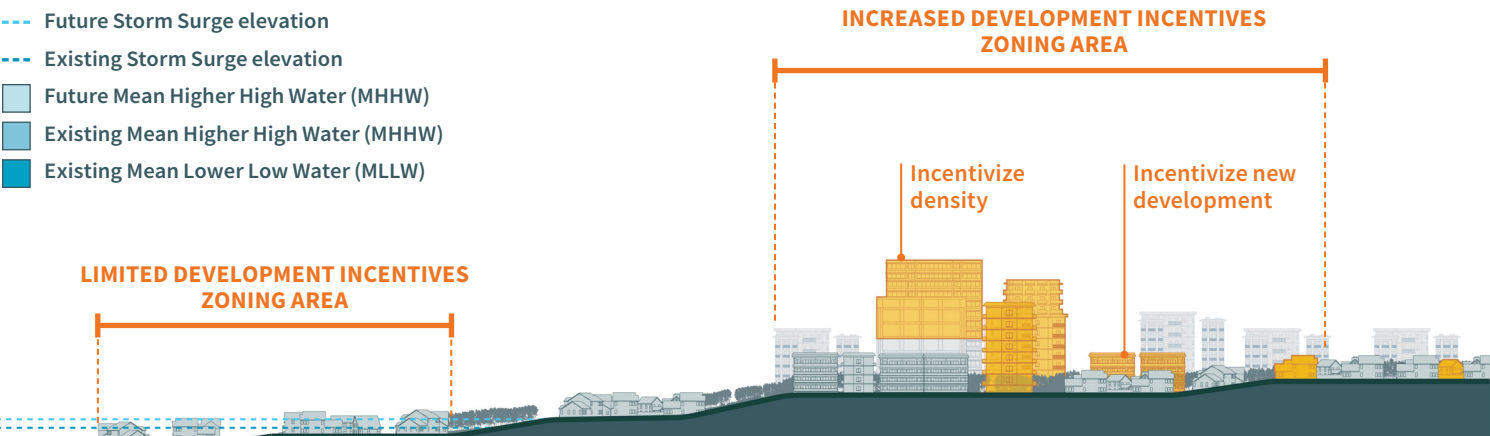 Future Storm Surge elevation
Existing Storm Surge elevation
Future Mean Higher High Water (MHHW)
Existing Mean Higher High Water (MHHW)
Existing Mean Lower Low Water (MLLW)
LIMITED DEVELOPMENT INCENTIVES
ZONING AREA
INCREASED DEVELOPMENT INCENTIVES
ZONING AREA
Incentivize
density
Incentivize new
development